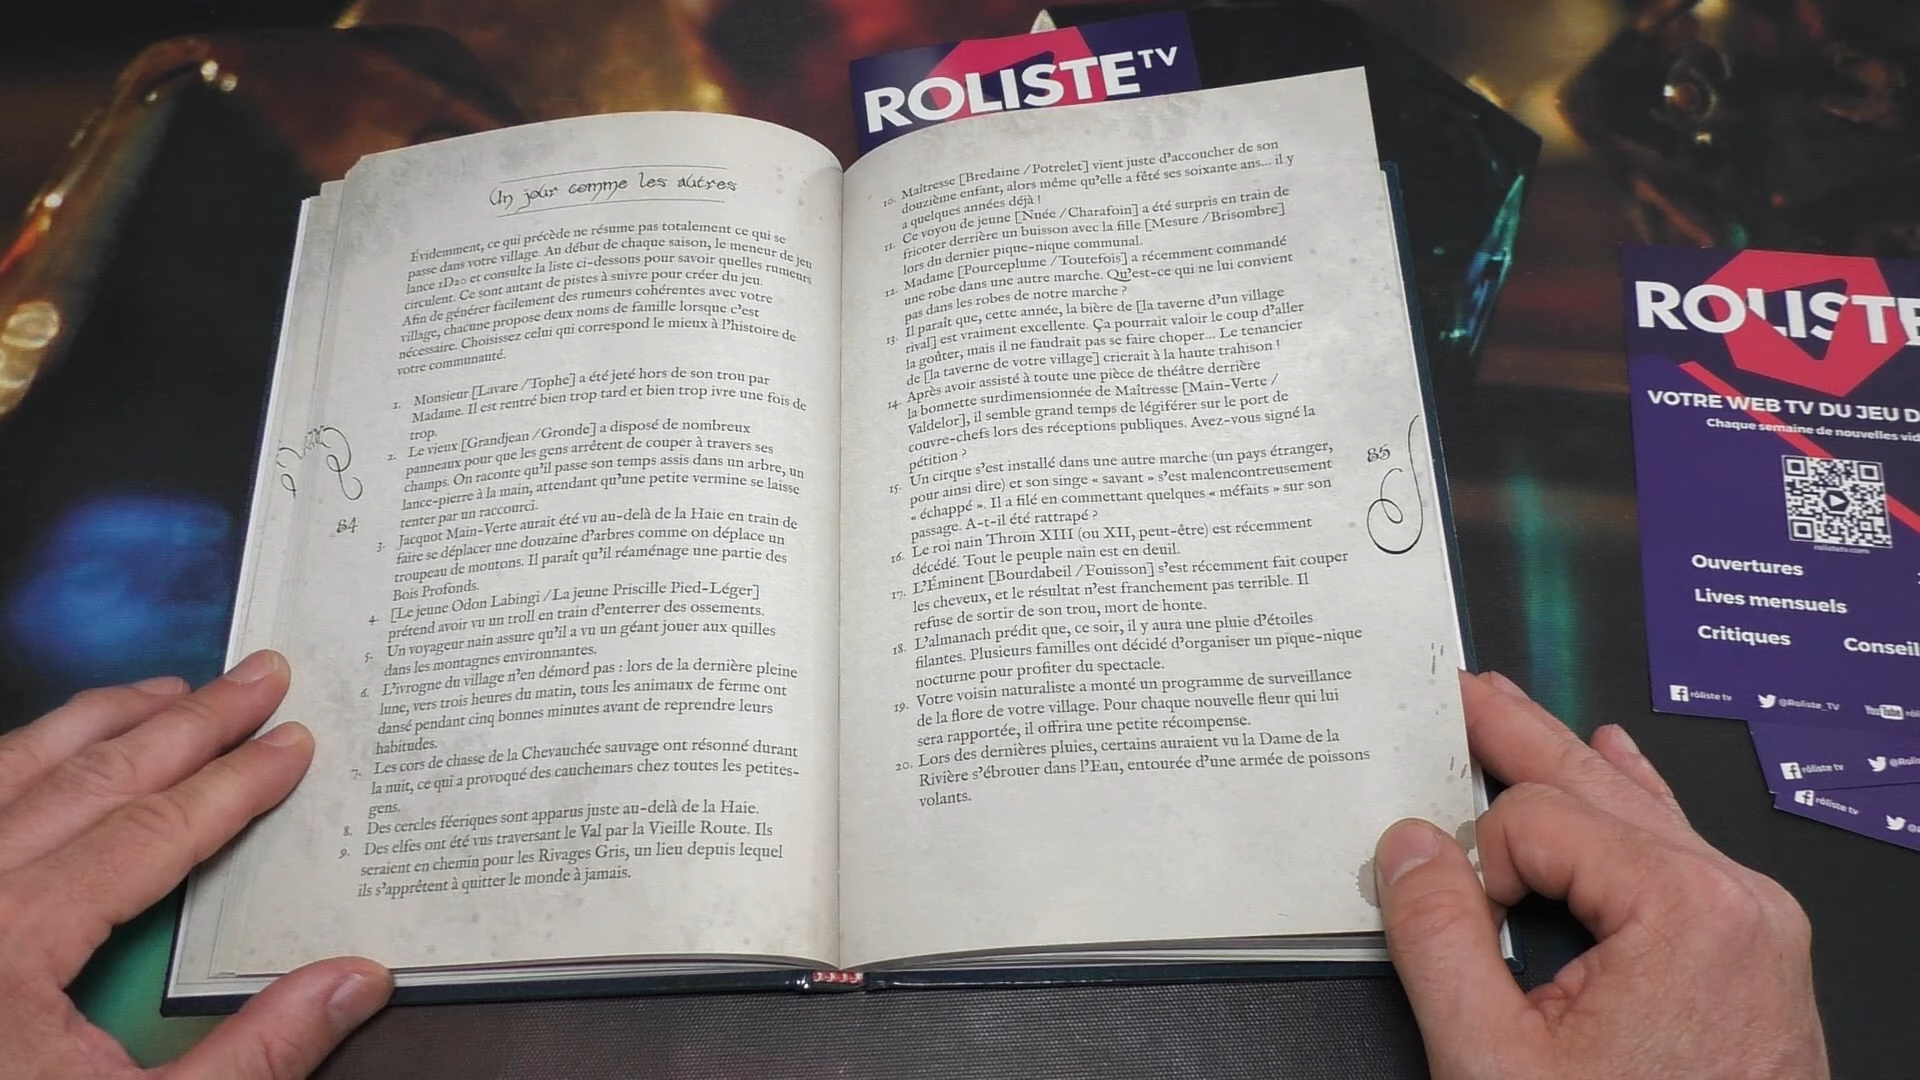 ROLISTE TV
Un jour comme les autres
Évidemment, ce qui précède ne résume pas totalement ce qui se
passe dans votre village. Au début de chaque saison, le meneur de jeu
lance 1D20 et consulte la liste ci-dessous pour savoir quelles rumeurs
circulent. Ce sont autant de pistes à suivre pour créer du jeu.
Afin de générer facilement des rumeurs cohérentes avec votre
village, chacune propose deux noms de famille lorsque c'est
nécessaire. Choisissez celui qui correspond le mieux à l'histoire de
votre communauté.
1. Monsieur [Lavare / Tophe] a été jeté hors de son trou par
Madame. Il est rentré bien trop tard et bien trop ivre une fois de
trop.
2. Le vieux [Grandjean / Gronde] a disposé de nombreux
panneaux pour que les gens arrêtent de couper à travers ses
champs. On raconte qu'il passe son temps assis dans un arbre, un
lance-pierre à la main, attendant qu'une petite vermine se laisse
tenter par un raccourci.
3. Jacquot Main-Verte aurait été vu au-delà de la Haie en train de
faire se déplacer une douzaine d'arbres comme on déplace un
troupeau de moutons. Il paraît qu'il réaménage une partie des
Bois Profonds.
4. [Le jeune Odon Labingi / La jeune Priscille Pied-Léger]
prétend avoir vu un troll en train d'enterrer des ossements.
5. Un voyageur nain assure qu'il a vu un géant jouer aux quilles
dans les montagnes environnantes.
6. L'ivrogne du village n'en démord pas : lors de la dernière pleine
lune, vers trois heures du matin, tous les animaux de ferme ont
dansé pendant cinq bonnes minutes avant de reprendre leurs
habitudes.
7. Les cors de chasse de la Chevauchée sauvage ont résonné durant
la nuit, ce qui a provoqué des cauchemars chez toutes les petites-
gens.
8. Des cercles féeriques sont apparus juste au-delà de la Haie.
9. Des elfes ont été vus traversant le Val par la Vieille Route. Ils
seraient en chemin pour les Rivages Gris, un lieu depuis lequel
ils s'apprêtent à quitter le monde à jamais.
84
10. Maîtresse [Bredaine / Potrelet] vient juste d'accoucher de son
douzième enfant, alors même qu'elle a fêté ses soixante ans... il y
a quelques années déjà !
11. Ce voyou de jeune [Nuée / Charafoin] a été surpris en train de
fricoter derrière un buisson avec la fille [Mesure / Brisombre]
lors du dernier pique-nique communal.
12. Madame [Pourceplume / Toutefois] a récemment commandé
une robe dans une autre marche. Qu'est-ce qui ne lui convient
pas dans les robes de notre marche ?
13. Il paraît que, cette année, la bière de [la taverne d'un village
rival] est vraiment excellente. Ça pourrait valoir le coup d'aller
la goûter, mais il ne faudrait pas se faire choper... Le tenancier
de [la taverne de votre village] crierait à la haute trahison !
14. Après avoir assisté à toute une pièce de théâtre derrière
la bonnette surdimensionnée de Maîtresse [Main-Verte /
Valdelor], il semble grand temps de légiférer sur le port de
couvre-chefs lors des réceptions publiques. Avez-vous signé la
pétition ?
15. Un cirque s'est installé dans une autre marche (un pays étranger,
pour ainsi dire) et son singe « savant » s'est malencontreusement
« échappé ». Il a filé en commettant quelques « méfaits » sur son
passage. A-t-il été rattrapé ?
16. Le roi nain Throin XIII (ou XII, peut-être) est récemment
décédé. Tout le peuple nain est en deuil.
17. L'Éminent [Bourdabeil / Fouisson] s'est récemment fait couper
les cheveux, et le résultat n'est franchement pas terrible. Il
refuse de sortir de son trou, mort de honte.
18. L'almanach prédit que, ce soir, il y aura une pluie d'étoiles
filantes. Plusieurs familles ont décidé d'organiser un pique-nique
nocturne pour profiter du spectacle.
19. Votre voisin naturaliste a monté un programme de surveillance
de la flore de votre village. Pour chaque nouvelle fleur qui lui
sera rapportée, il offrira une petite récompense.
20. Lors des dernières pluies, certains auraient vu la Dame de la
Rivière s'ébrouer dans l'Eau, entourée d'une armée de poissons
volants.
85
ROLISTE
VOTRE WEB TV DU JEU D
Chaque semaine de nouvelles vid
rolistetv.com
Ouvertures
Lives mensuels
Critiques
Conseil
rôliste tv
@Roliste_TV
YouTube
rôliste tv
rôliste tv